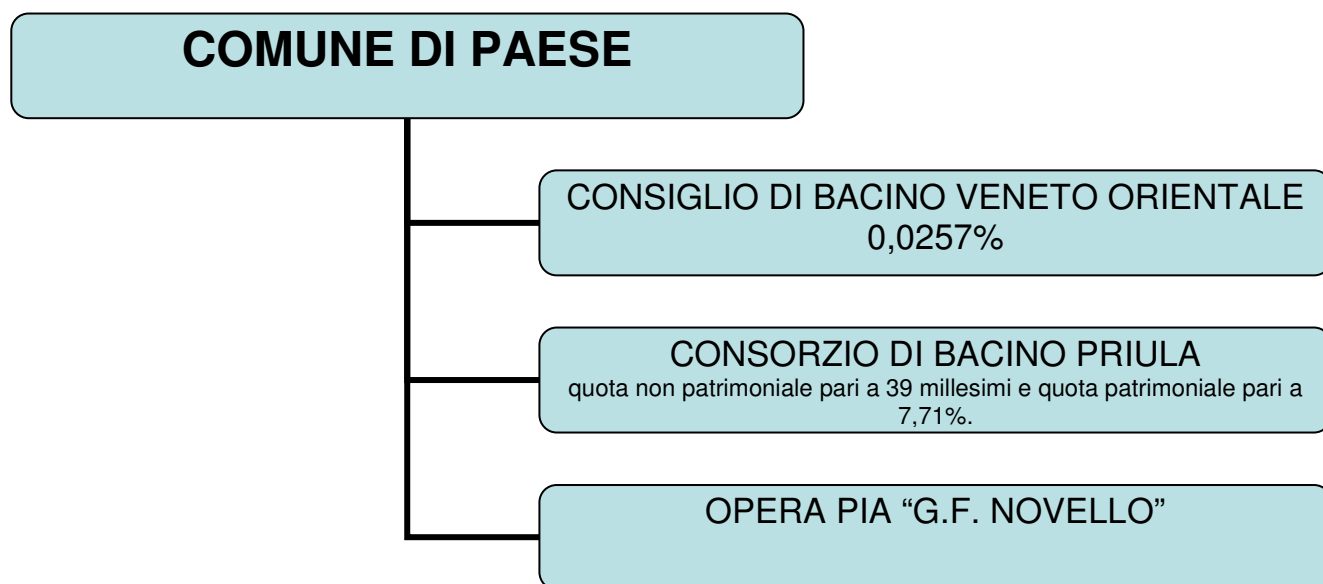 COMUNE DI PAESE
CONSIGLIO DI BACINO VENETO ORIENTALE
0,0257%
CONSORZIO DI BACINO PRIULA
quota non patrimoniale pari a 39 millesimi e quota patrimoniale pari a
7,71%.
OPERA PIA “G.F. NOVELLO”